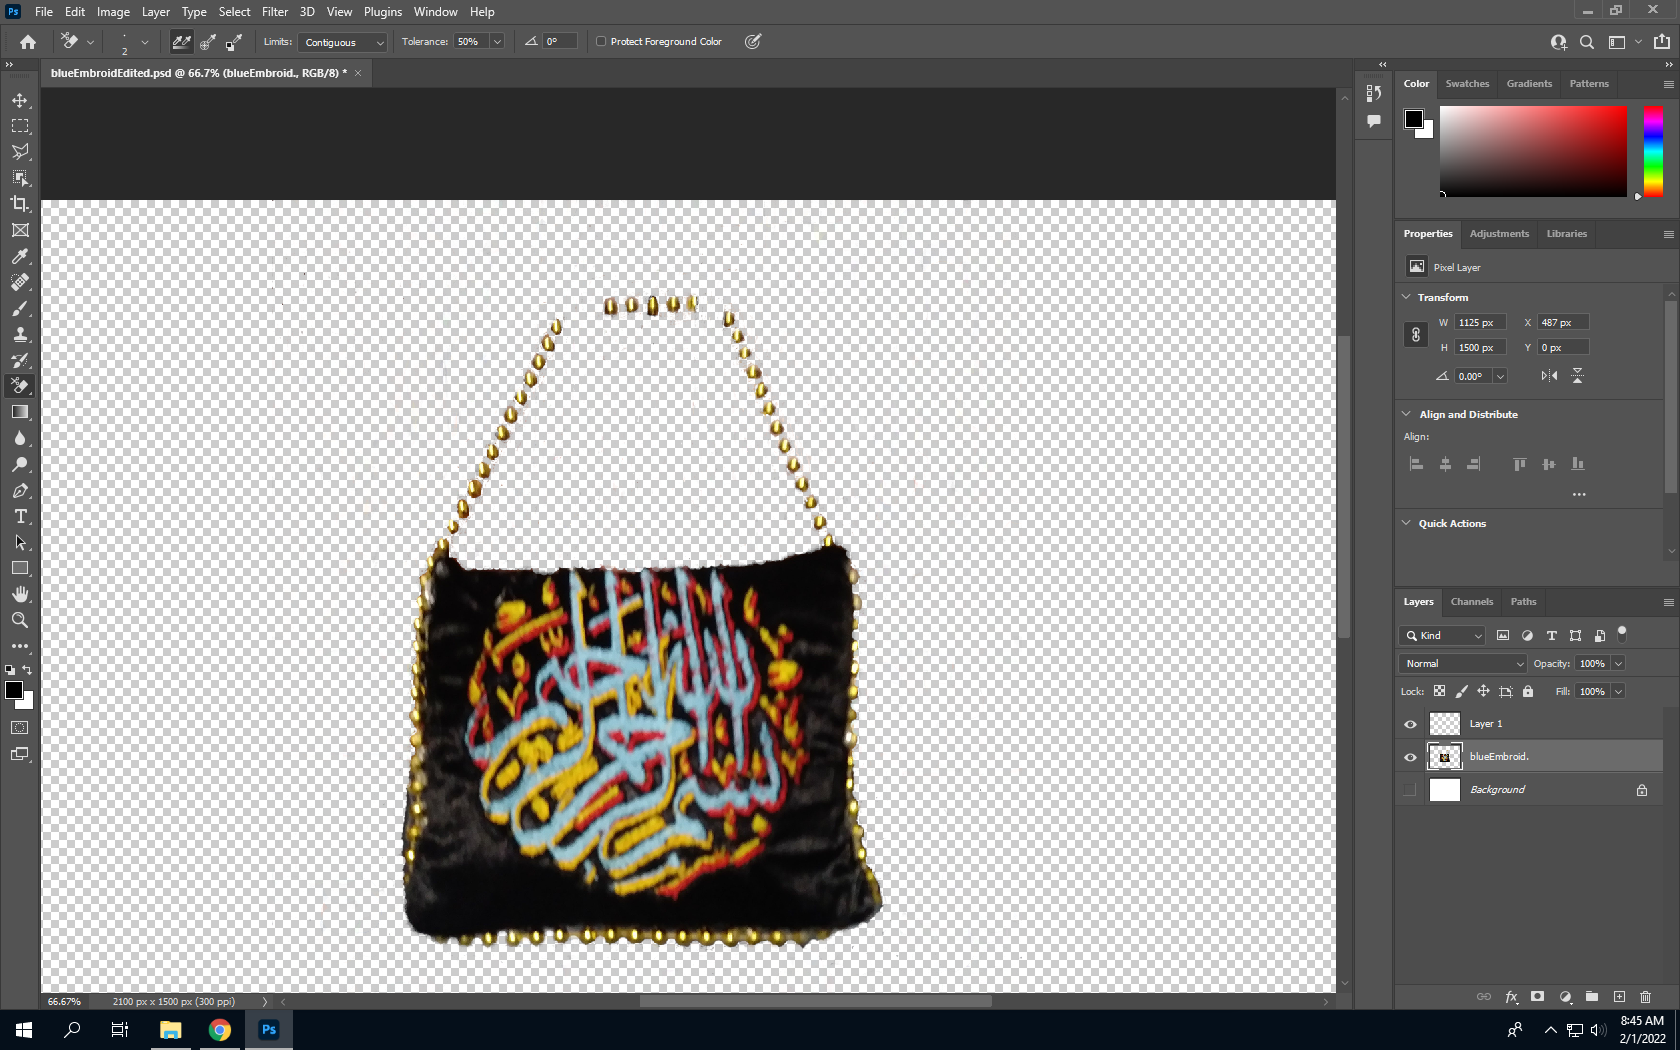 Ps File Edit Image Layer Type Select Filter 3D View Plugins Window Help
2 Limits: Contiguous Tolerance: 50% 0° Protect Foreground Color
blueEmbroidEdited.psd @ 66.7% (blueEmbroid., RGB/8) * ×
Color Swatches Gradients Patterns
Properties Adjustments Libraries
Pixel Layer
Transform
W 1125 px X 487 px
H 1500 px Y 0 px
0.00°
Align and Distribute
Align:
Quick Actions
Layers Channels Paths
Kind
Normal Opacity: 100%
Lock: Fill: 100%
Layer 1
blueEmbroid.
Background
66.67% 2100 px x 1500 px (300 ppi)
fx
Ps
8:45 AM
2/1/2022